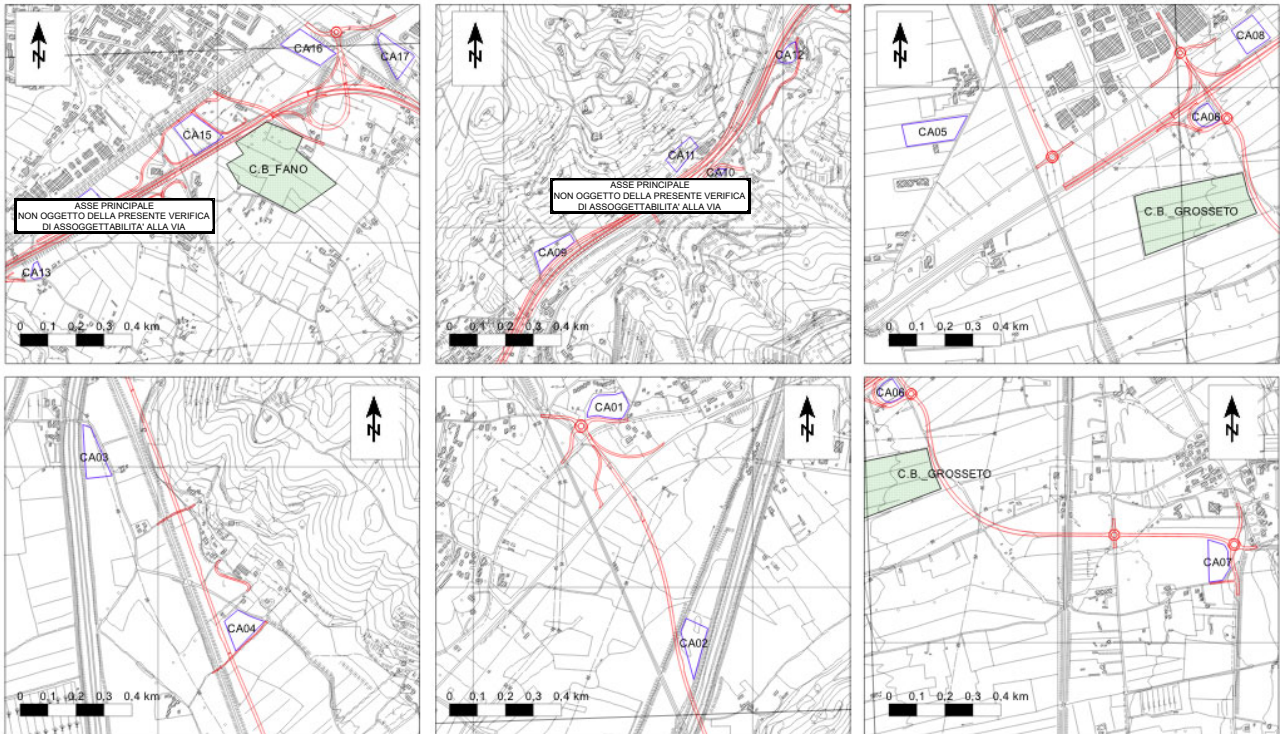 N
CA16
CA17
CA15
C.B_FANO
ASSE PRINCIPALE
NON OGGETTO DELLA PRESENTE VERIFICA
DI ASSOGGETTABILITA' ALLA VIA
CA13
0 0,1 0,2 0,3 0,4 km
N
CA12
CA11
CA10
ASSE PRINCIPALE
NON OGGETTO DELLA PRESENTE VERIFICA
DI ASSOGGETTABILITA' ALLA VIA
CA09
0 0,1 0,2 0,3 0,4 km
N
CA08
CA05
CA06
C.B._GROSSETO
0 0,1 0,2 0,3 0,4 km
N
CA03
CA04
0 0,1 0,2 0,3 0,4 km
N
CA01
CA02
0 0,1 0,2 0,3 0,4 km
N
CA06
C.B._GROSSETO
CA07
0 0,1 0,2 0,3 0,4 km